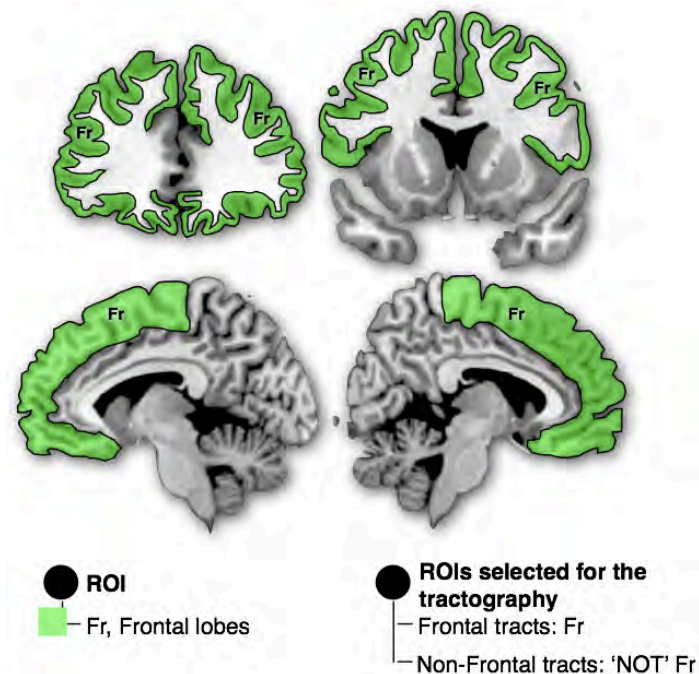 Fr
Fr
Fr
Fr
Fr
Fr
ROI
Fr, Frontal lobes
ROIs selected for the
tractography
Frontal tracts: Fr
Non-Frontal tracts: ‘NOT’ Fr